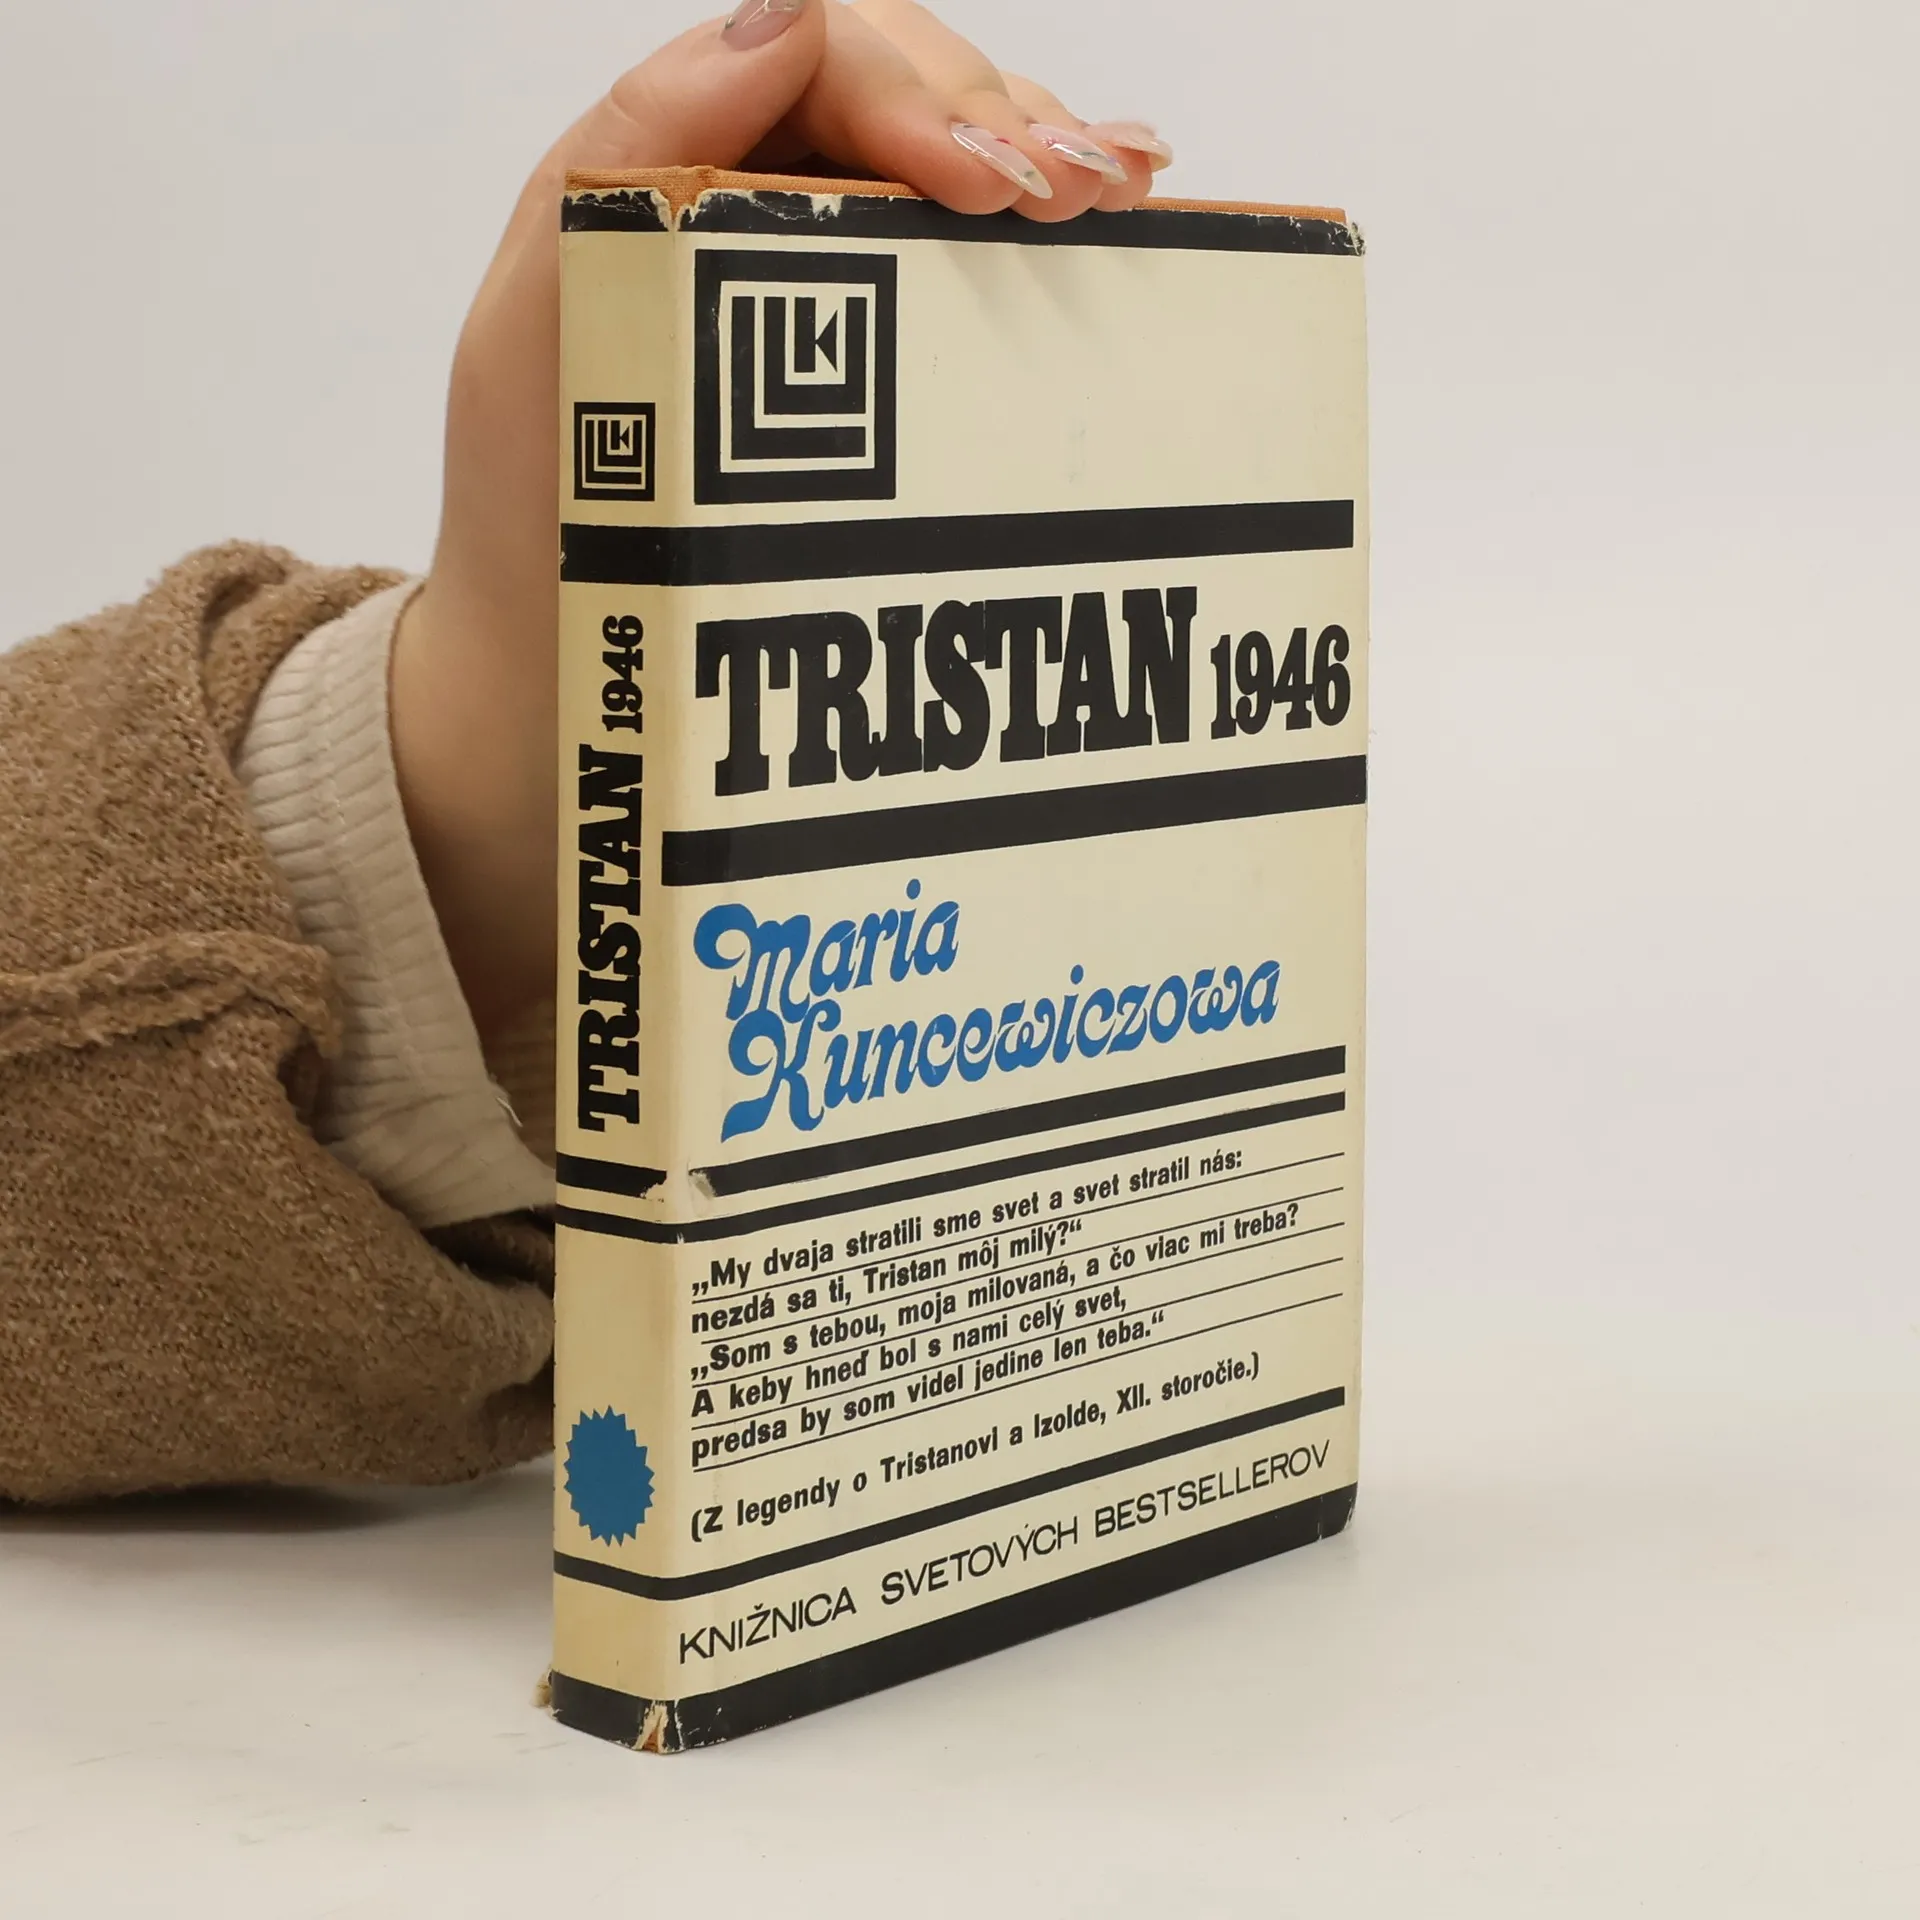 TRISTAN 1946
TRISTAN 1946
Maria
Kuncewiczowa
„My dvaja stratili sme svet a svet stratil nás:
nezdá sa ti, Tristan môj milý?“
„Som s tebou, moja milovaná, a čo viac mi treba?
A keby hneď bol s nami celý svet,
predsa by som videl jedine len teba.“
(Z legendy o Tristanovi a Izolde, XII. storočie.)
KNIŽNICA SVETOVÝCH BESTSELLEROV